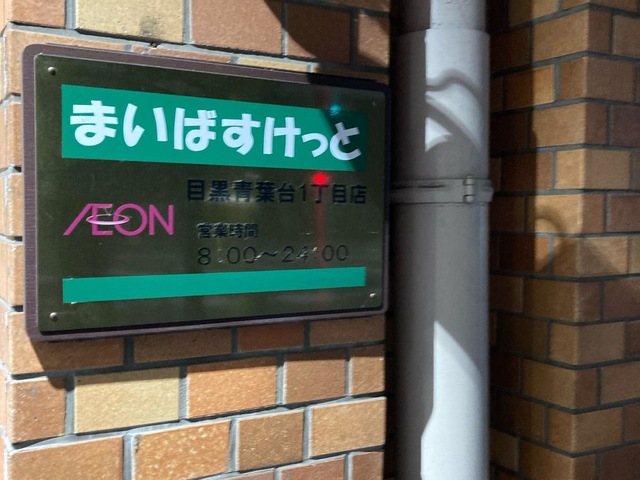 まいばすけっと
目黒青葉台1丁目店
AEON
営業時間
8:00〜24:00